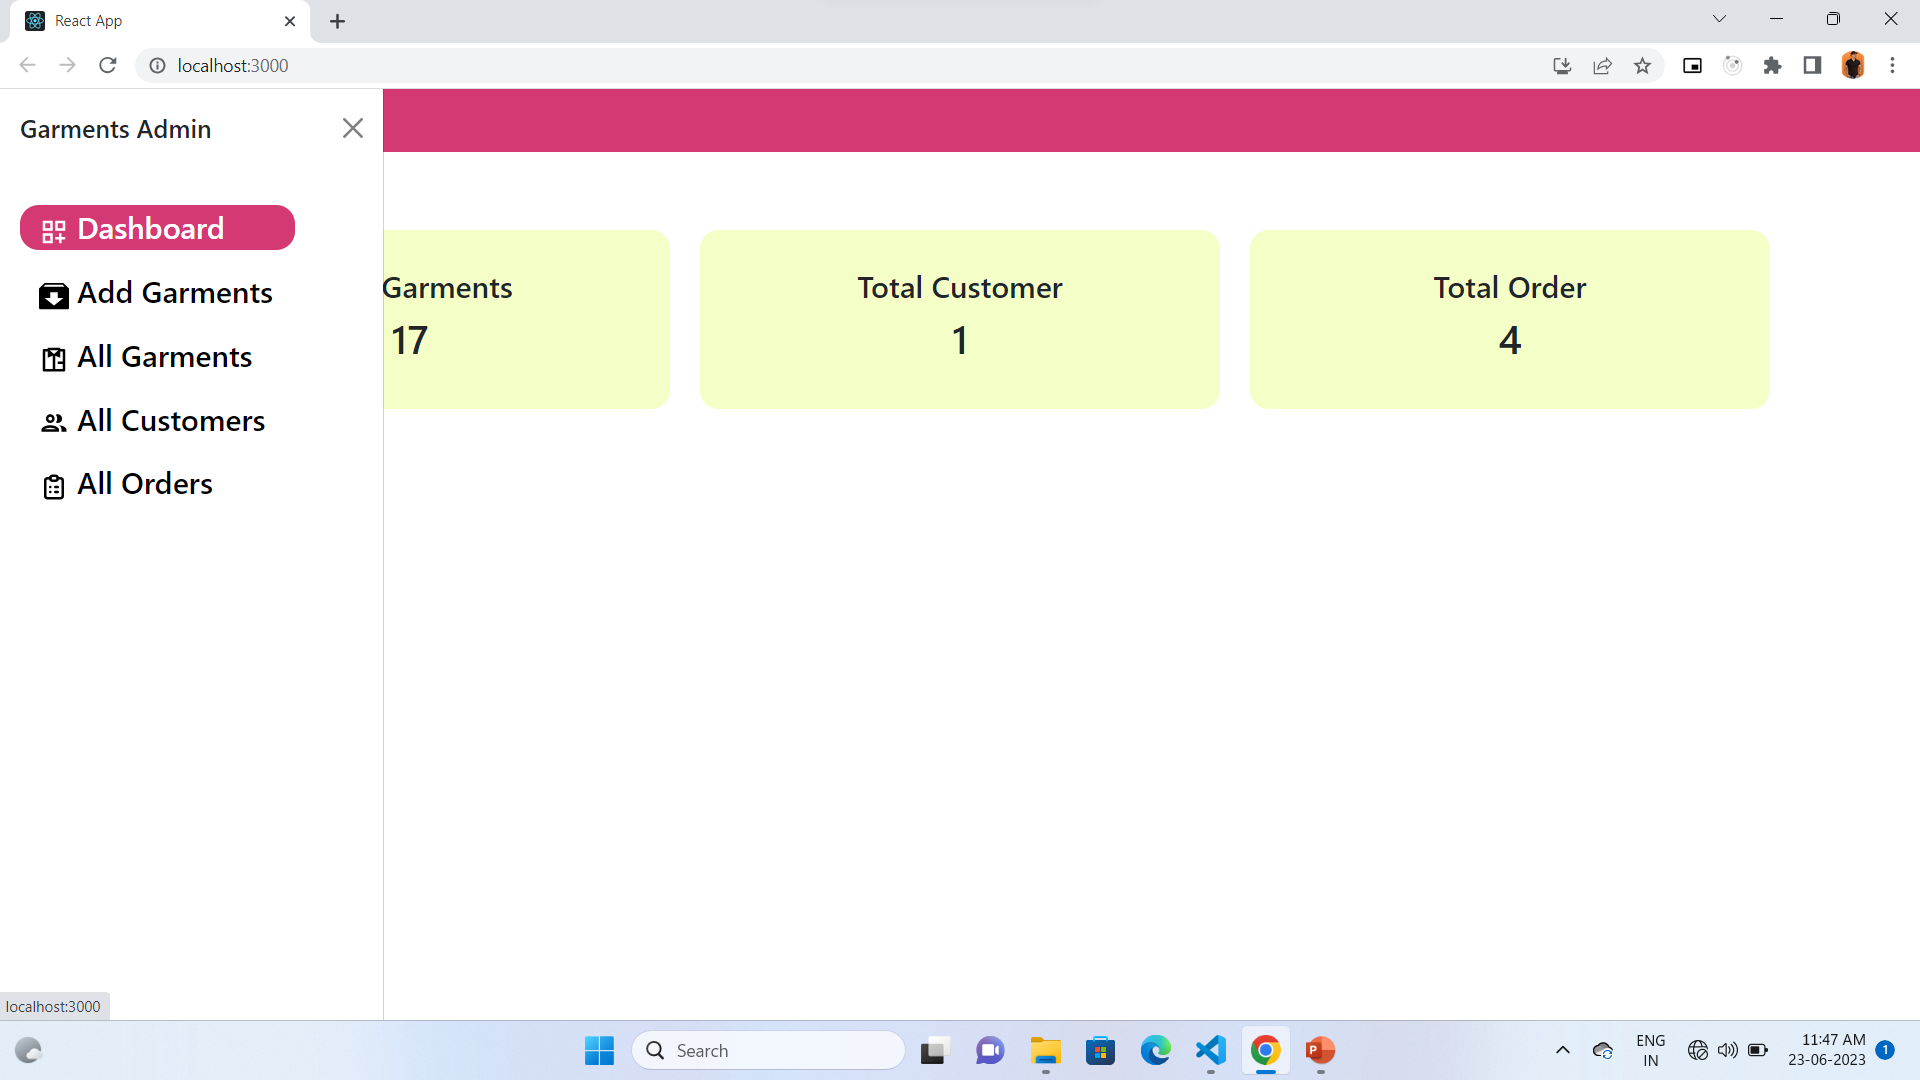 React App
localhost:3000
Garments Admin
Dashboard
Add Garments
All Garments
All Customers
All Orders
Garments
17
Total Customer
1
Total Order
4
localhost:3000
Search
ENG
IN
11:47 AM
23-06-2023
1